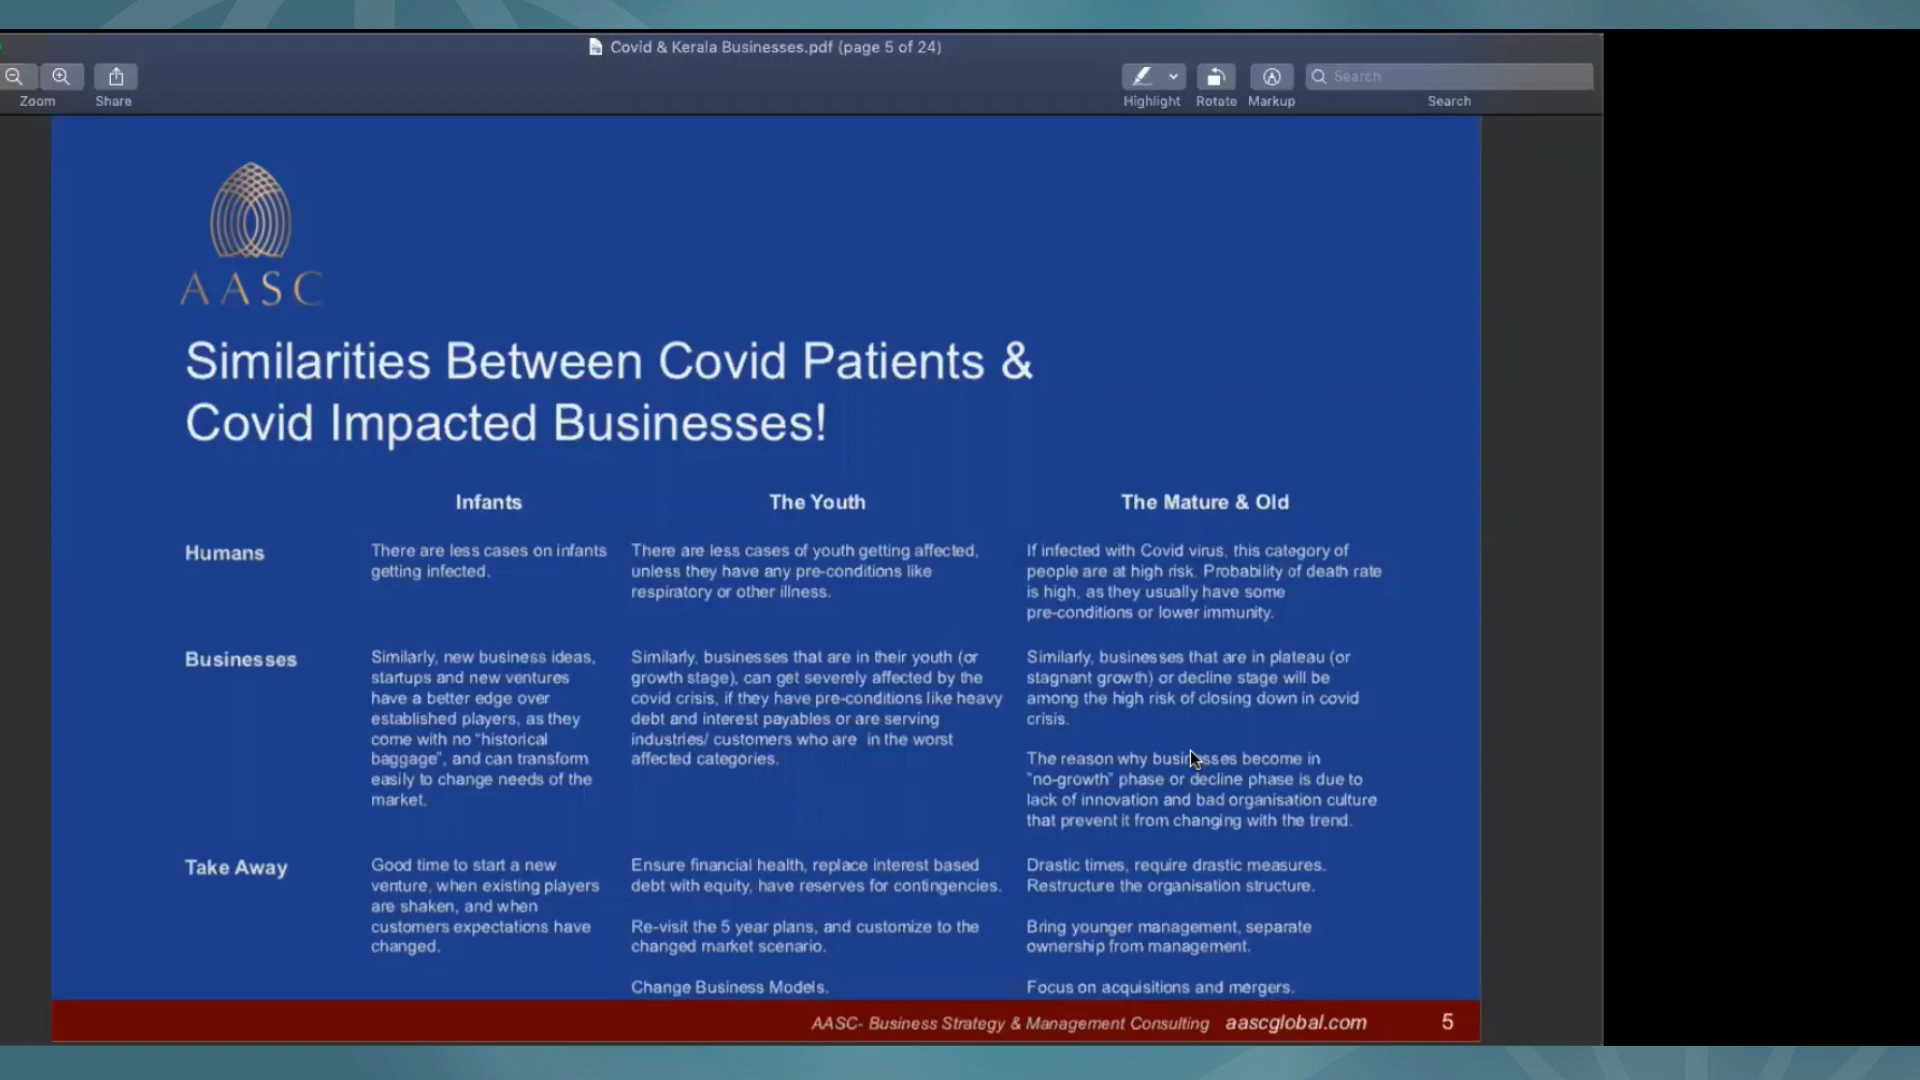 Covid & Kerala Businesses.pdf (page 5 of 24)
Search
Zoom
Share
Highlight
Rotate
Markup
Search
AASC
Similarities Between Covid Patients &
Covid Impacted Businesses!
Infants
The Youth
The Mature & Old
Humans
There are less cases on infants
getting infected.
There are less cases of youth getting affected,
unless they have any pre-conditions like
respiratory or other illness.
If infected with Covid virus, this category of
people are at high risk. Probability of death rate
is high, as they usually have some
pre-conditions or lower immunity.
Businesses
Similarly, new business ideas,
startups and new ventures
have a better edge over
established players, as they
come with no "historical
baggage", and can transform
easily to change needs of the
market.
Similarly, businesses that are in their youth (or
growth stage), can get severely affected by the
covid crisis, if they have pre-conditions like heavy
debt and interest payables or are serving
industries/ customers who are in the worst
affected categories.
Similarly, businesses that are in plateau (or
stagnant growth) or decline stage will be
among the high risk of closing down in covid
crisis.
The reason why businesses become in
"no-growth" phase or decline phase is due to
lack of innovation and bad organisation culture
that prevent it from changing with the trend.
Take Away
Good time to start a new
venture, when existing players
are shaken, and when
customers expectations have
changed.
Ensure financial health, replace interest based
debt with equity, have reserves for contingencies.
Re-visit the 5 year plans, and customize to the
changed market scenario.
Change Business Models.
Drastic times, require drastic measures.
Restructure the organisation structure.
Bring younger management, separate
ownership from management.
Focus on acquisitions and mergers.
AASC- Business Strategy & Management Consulting aascglobal.com 5